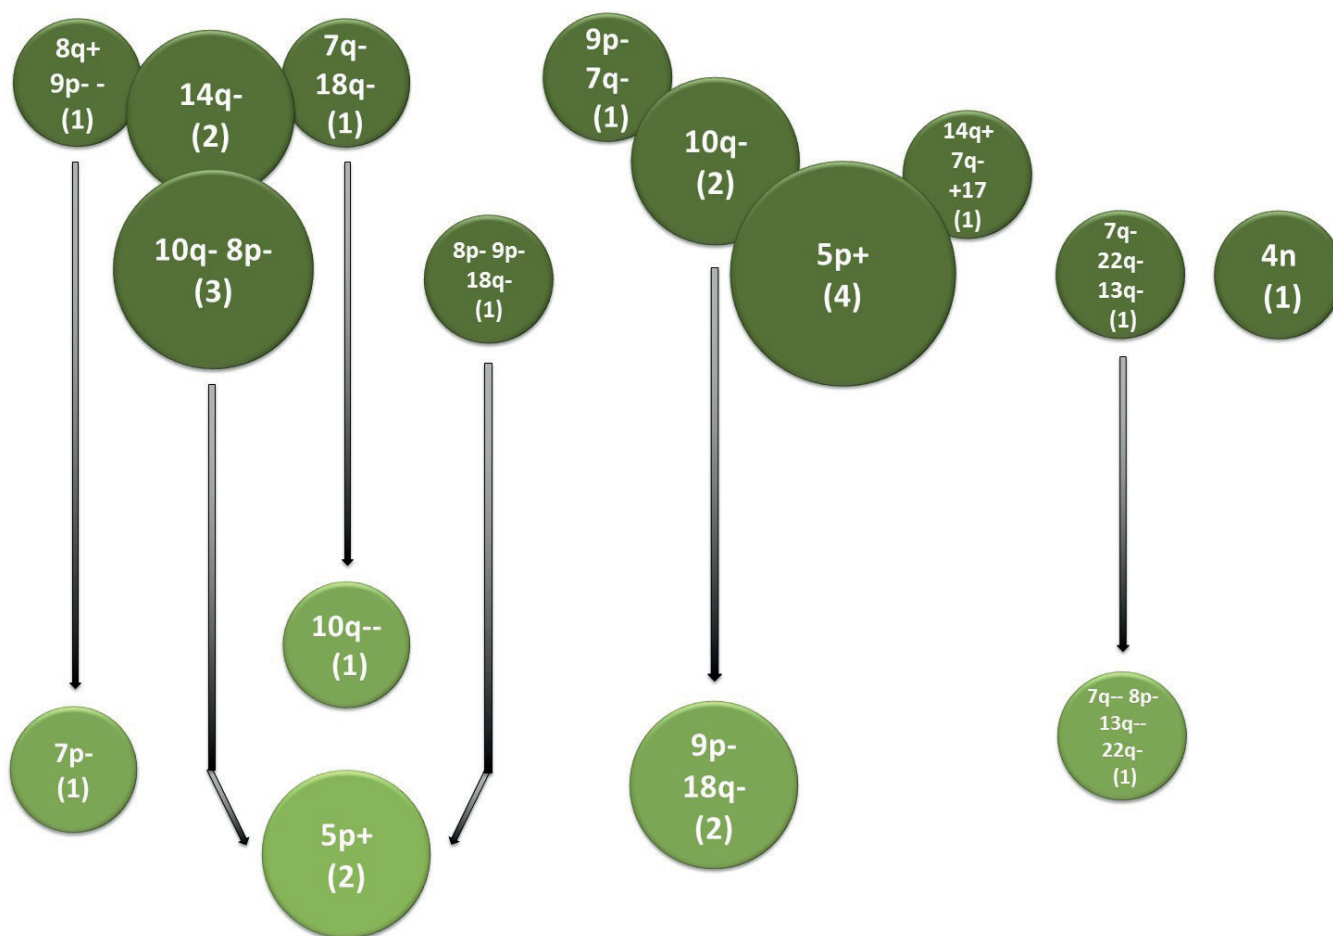 8q+
9p- -
(1)
14q-
(2)
7q-
18q-
(1)
10q- 8p-
(3)
8p- 9p-
18q-
(1)
9p-
7q-
(1)
10q-
(2)
5p+
(4)
14q+
7q-
+17
(1)
7q-
22q-
13q-
(1)
4n
(1)
10q--
(1)
7p-
(1)
5p+
(2)
9p-
18q-
(2)
7q-- 8p-
13q--
22q-
(1)